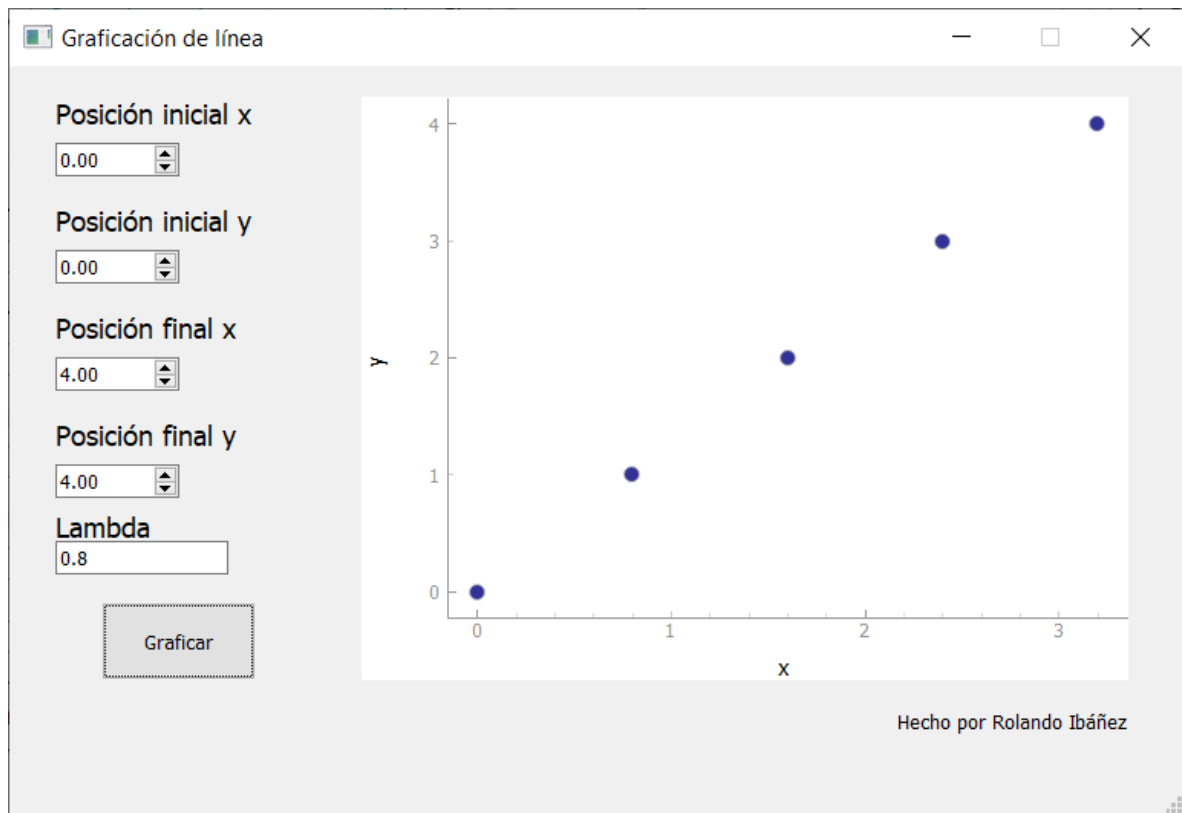 Graficación de línea
Posición inicial x
0.00
Posición inicial y
0.00
Posición final x
4.00
Posición final y
4.00
Lambda
0.8
Graficar
y
4
3
2
1
0
0 1 2 3
x
Hecho por Rolando Ibáñez